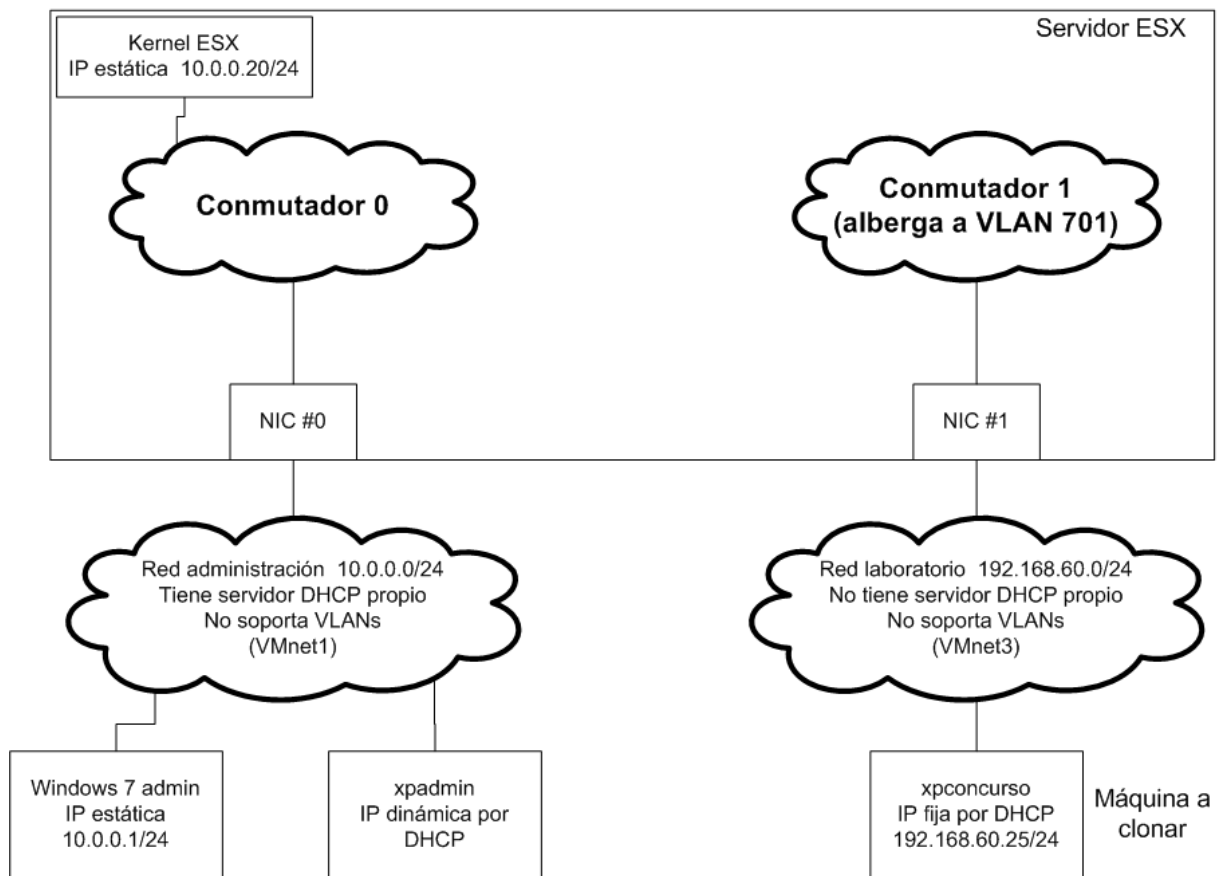 Servidor ESX
Kernel ESX
IP estática 10.0.0.20/24
Conmutador 0
Conmutador 1
(alberga a VLAN 701)
NIC #0
NIC #1
Red administración 10.0.0.0/24
Tiene servidor DHCP propio
No soporta VLANs
(VMnet1)
Red laboratorio 192.168.60.0/24
No tiene servidor DHCP propio
No soporta VLANs
(VMnet3)
Windows 7 admin
IP estática
10.0.0.1/24
xpadmin
IP dinámica por
DHCP
xpconcurso
IP fija por DHCP
192.168.60.25/24
Máquina a
clonar